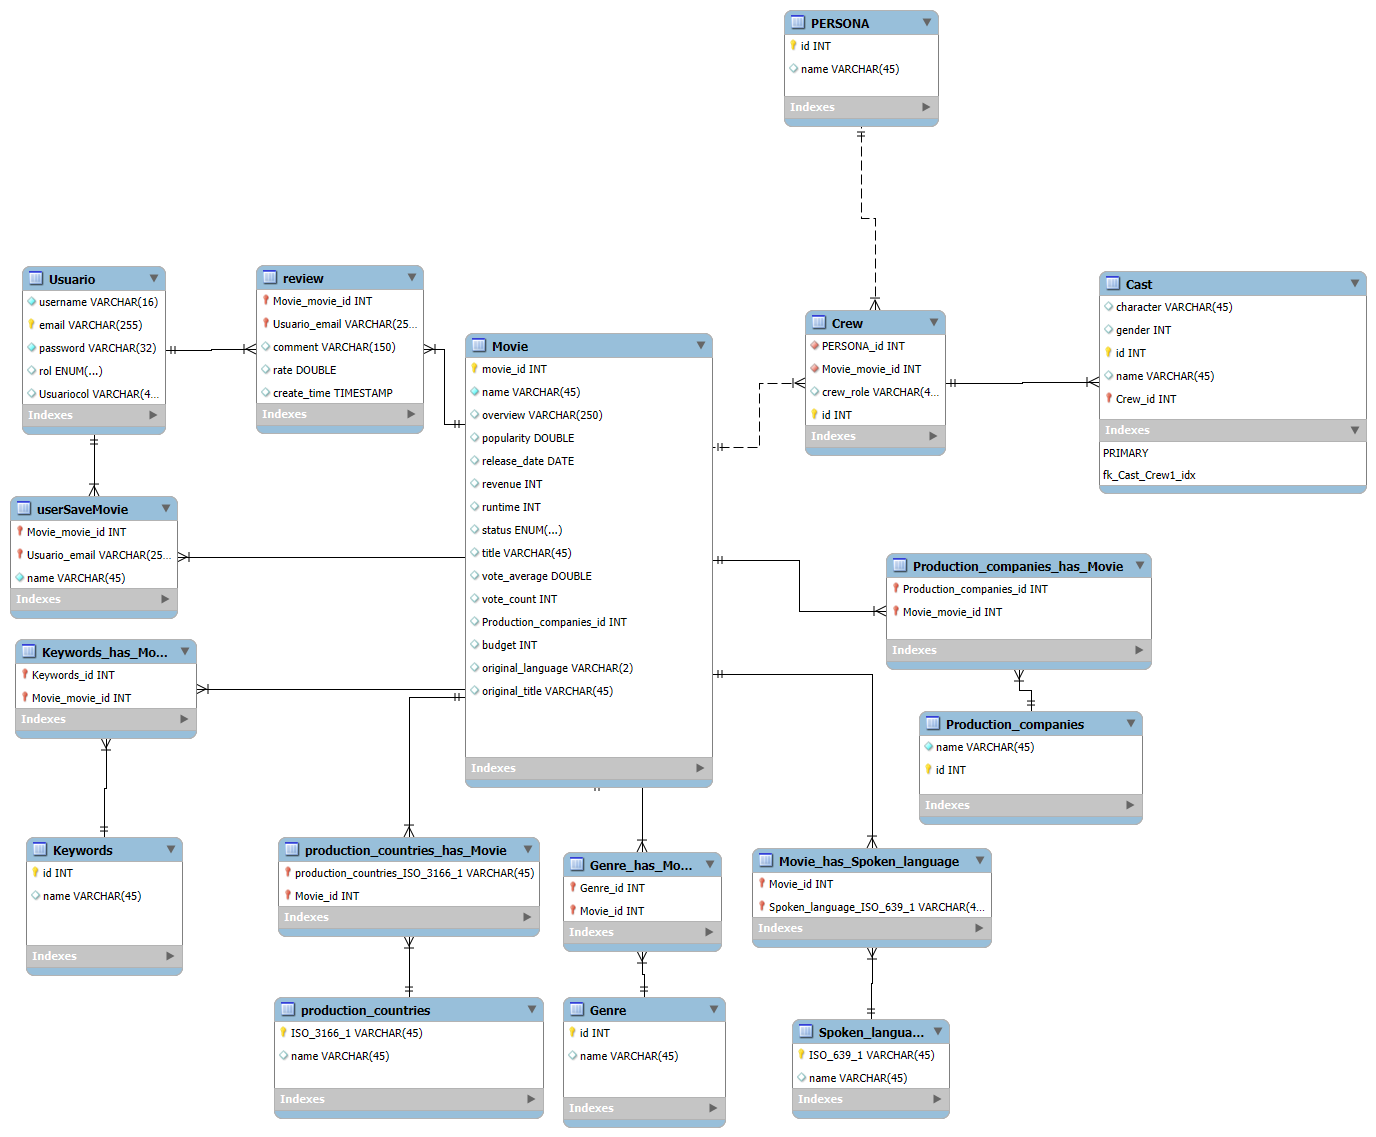 PERSONA
id INT
name VARCHAR(45)
Indexes
Usuario
username VARCHAR(16)
email VARCHAR(255)
password VARCHAR(32)
rol ENUM(...)
Usuariocol VARCHAR(4...
Indexes
review
Movie_movie_id INT
Usuario_email VARCHAR(25...
comment VARCHAR(150)
rate DOUBLE
create_time TIMESTAMP
Indexes
Movie
movie_id INT
name VARCHAR(45)
overview VARCHAR(250)
popularity DOUBLE
release_date DATE
revenue INT
runtime INT
status ENUM(...)
title VARCHAR(45)
vote_average DOUBLE
vote_count INT
Production_companies_id INT
budget INT
original_language VARCHAR(2)
original_title VARCHAR(45)
Indexes
Crew
PERSONA_id INT
Movie_movie_id INT
crew_role VARCHAR(4...
id INT
Indexes
Cast
character VARCHAR(45)
gender INT
id INT
name VARCHAR(45)
Crew_id INT
Indexes
PRIMARY
fk_Cast_Crew1_idx
userSaveMovie
Movie_movie_id INT
Usuario_email VARCHAR(25...
name VARCHAR(45)
Indexes
Production_companies_has_Movie
Production_companies_id INT
Movie_movie_id INT
Indexes
Keywords_has_Mo...
Keywords_id INT
Movie_movie_id INT
Indexes
Production_companies
name VARCHAR(45)
id INT
Indexes
Keywords
id INT
name VARCHAR(45)
Indexes
production_countries_has_Movie
production_countries_ISO_3166_1 VARCHAR(45)
Movie_id INT
Indexes
Genre_has_Mo...
Genre_id INT
Movie_id INT
Indexes
Movie_has_Spoken_language
Movie_id INT
Spoken_language_ISO_639_1 VARCHAR(4...
Indexes
production_countries
ISO_3166_1 VARCHAR(45)
name VARCHAR(45)
Indexes
Genre
id INT
name VARCHAR(45)
Indexes
Spoken_langua...
ISO_639_1 VARCHAR(45)
name VARCHAR(45)
Indexes